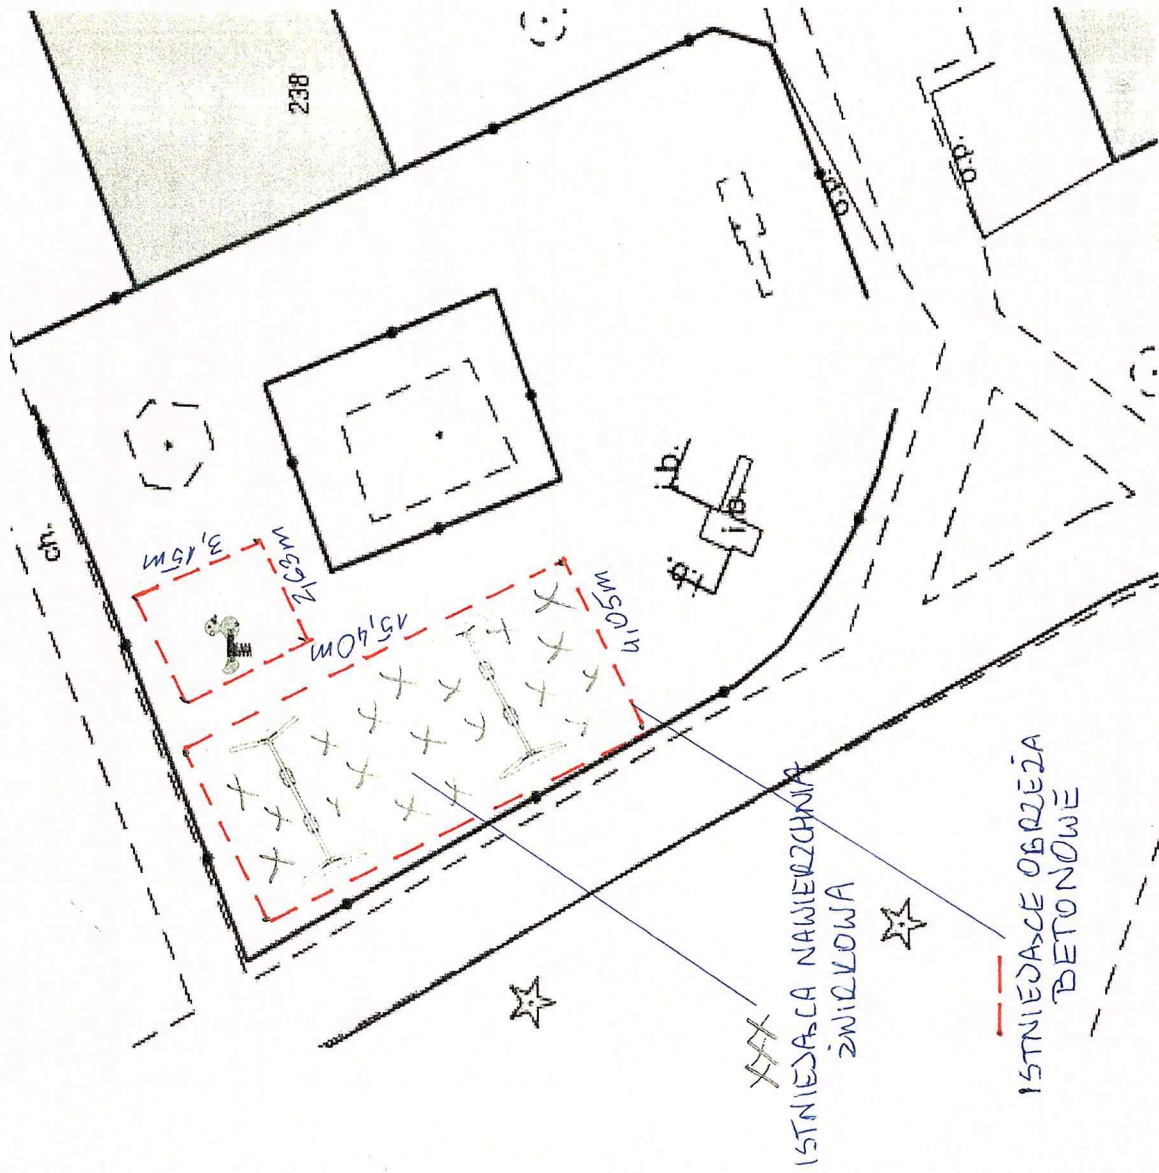 238
ch.
3,15m
2,63m
15,40m
4,05m
i.b.
i.b.
i.b.
o.p.
o.p.
ISTNIEJĄCA NAWIERZCHNIA
ŻWIRKOWA
ISTNIEJĄCE OBRZEŻA
BETONOWE